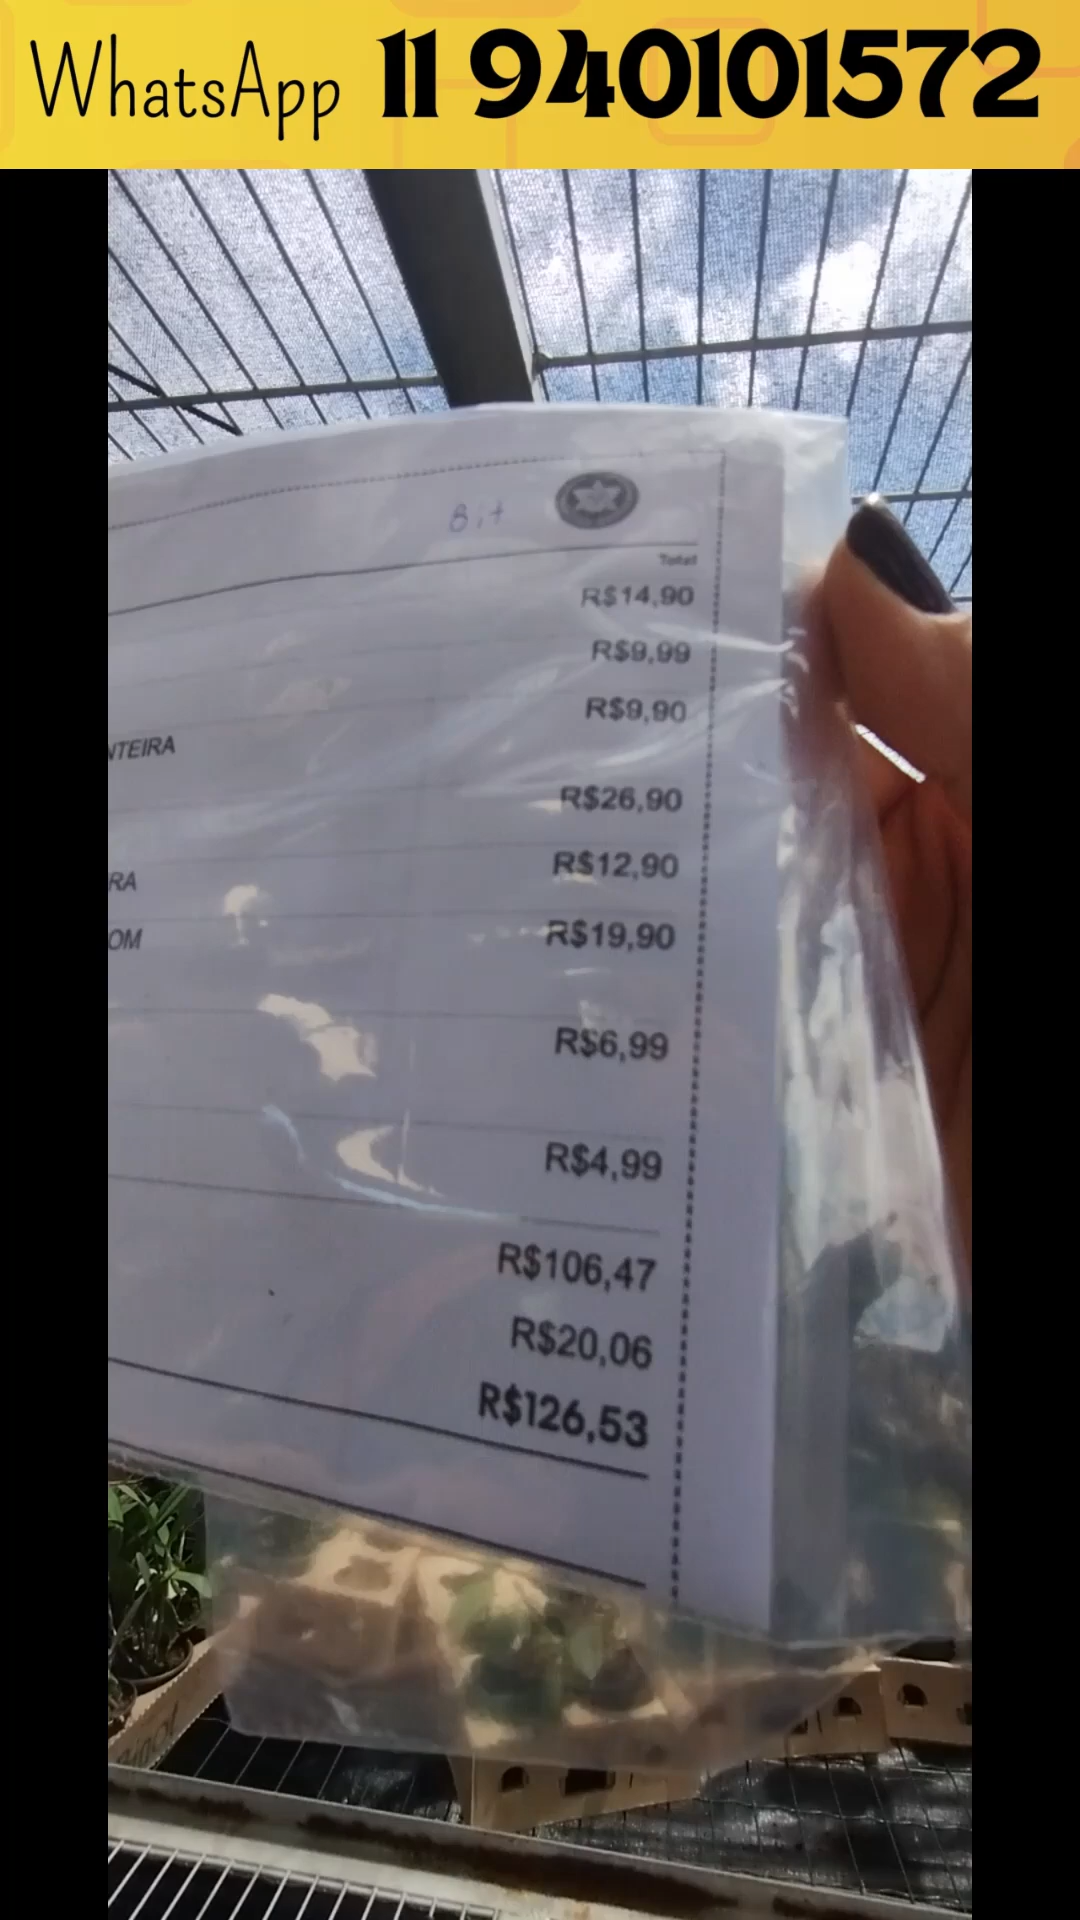 WhatsApp 11 940101572
Bit
Total
R$14,90
R$9,99
R$9,90
NTEIRA
R$26,90
R$12,90
RA
R$19,90
OM
R$6,99
R$4,99
R$106,47
R$20,06
R$126,53